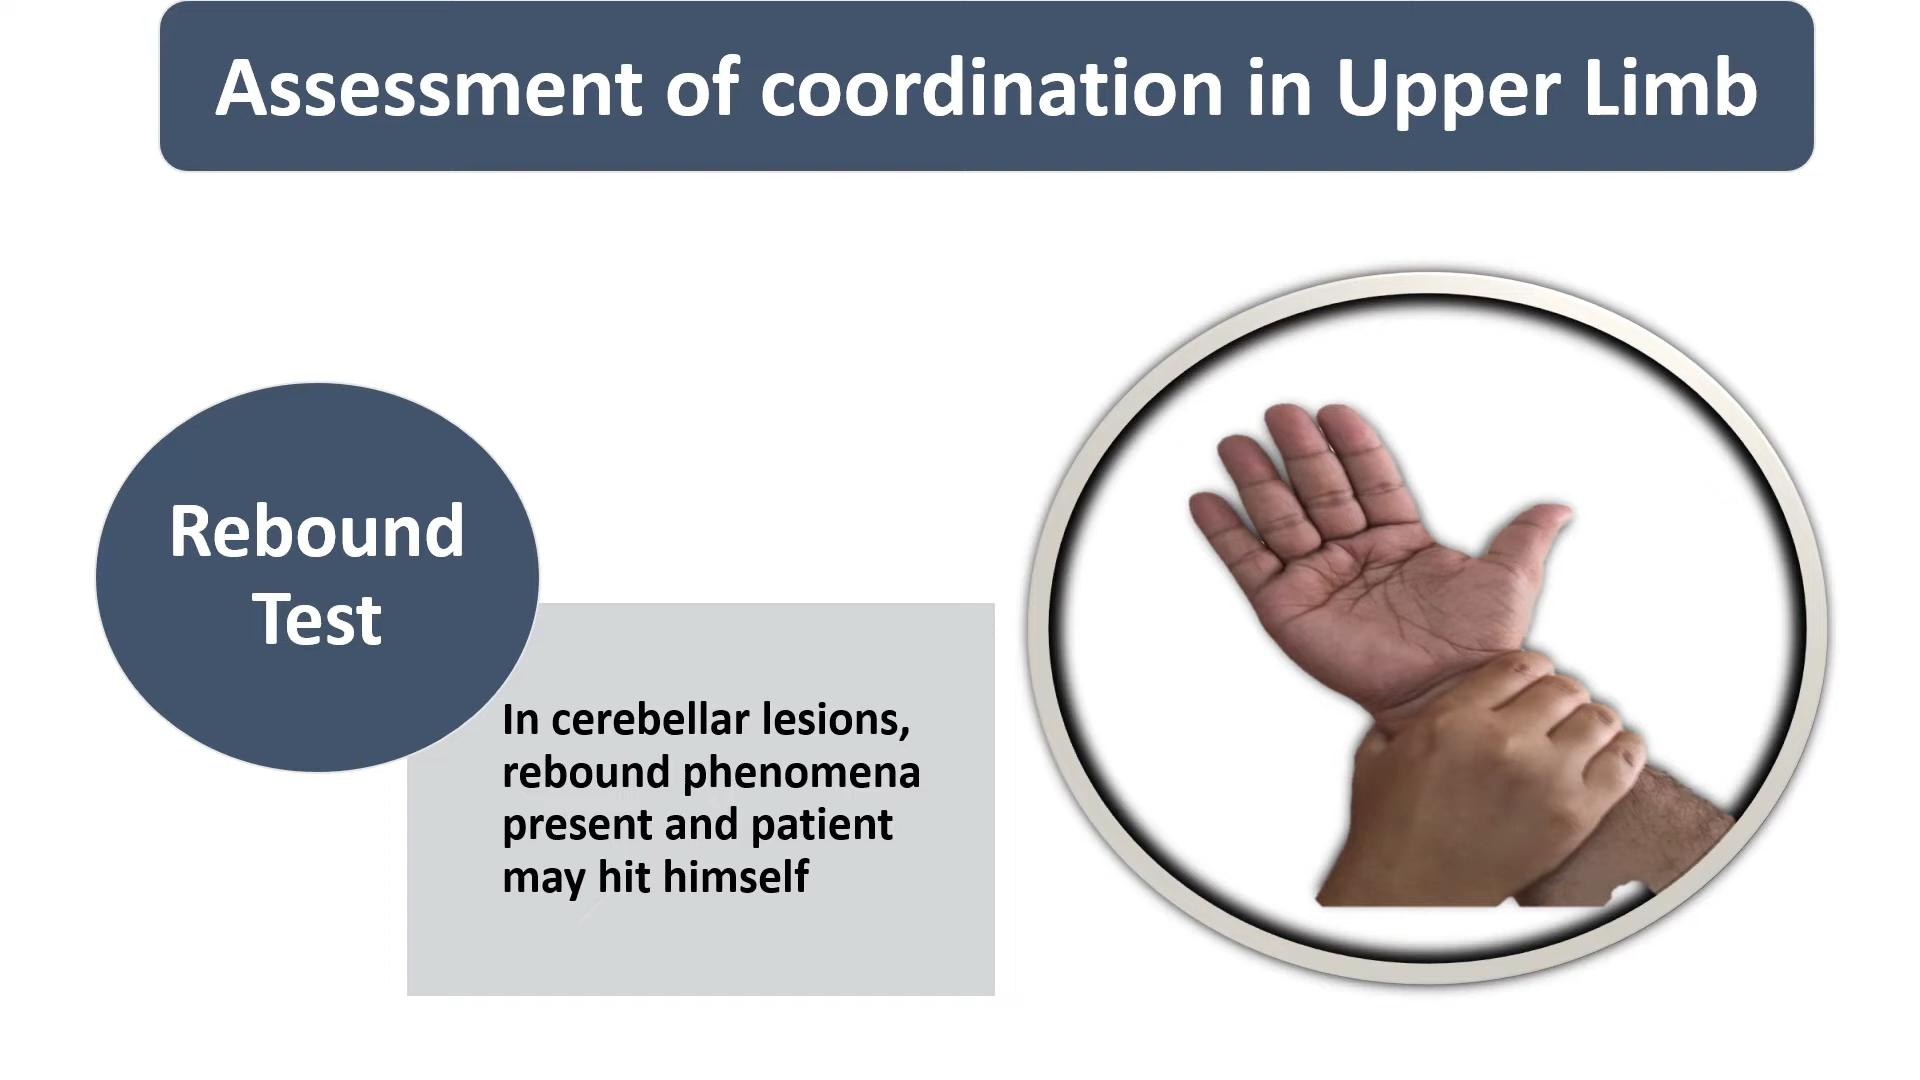 Assessment of coordination in Upper Limb
Rebound
Test
In cerebellar lesions,
rebound phenomena
present and patient
may hit himself